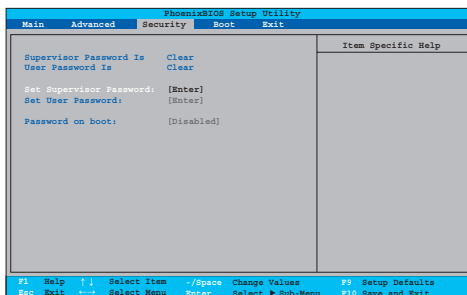 PhoenixBIOS Setup Utility
Main Advanced Security Boot Exit
Item Specific Help
Supervisor Password Is Clear
User Password Is Clear
Set Supervisor Password: [Enter]
Set User Password: [Enter]
Password on boot: [Disabled]
F1 Help ↑↓ Select Item -/Space Change Values F9 Setup Defaults
Esc Exit ←→ Select Menu Enter Select ▶ Sub-Menu F10 Save and Exit